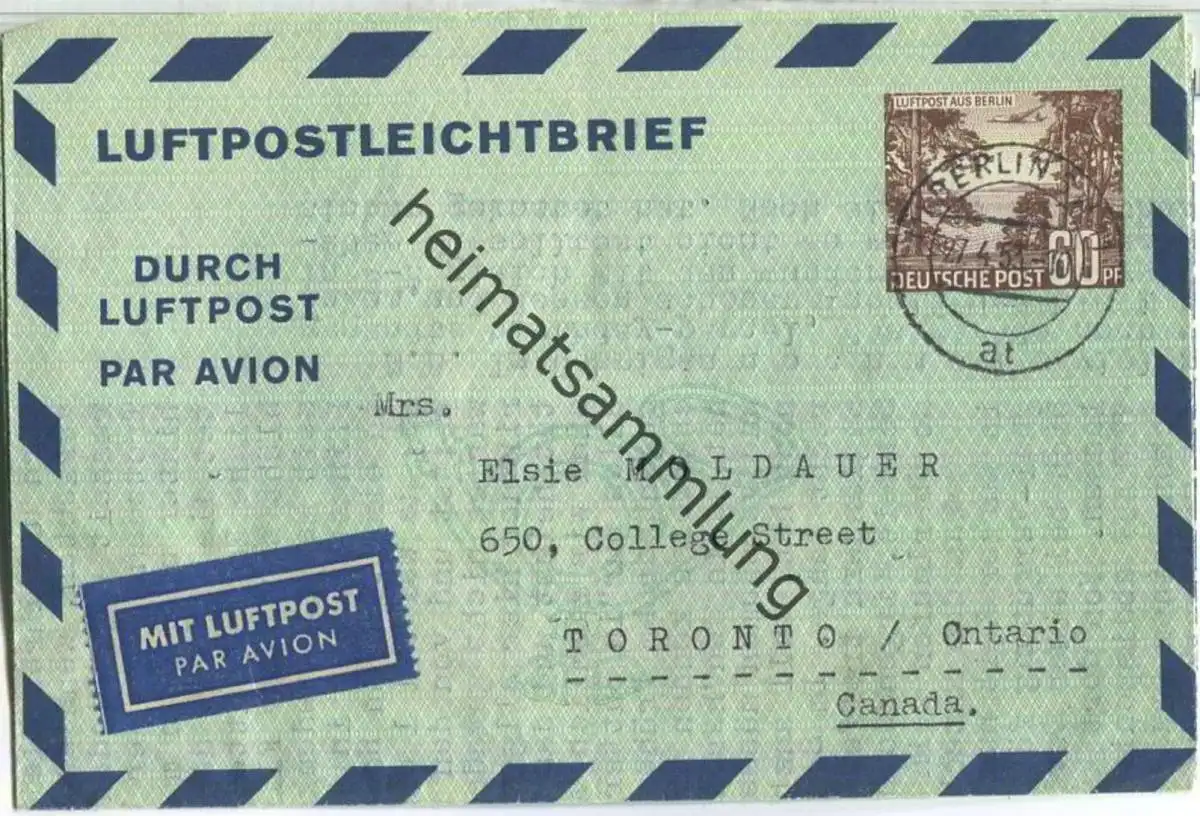 LUFTPOSTLEICHTBRIEF
LUFTPOST AUS BERLIN
BERLIN
DEUTSCHE POST 60 PF
at
DURCH
LUFTPOST
PAR AVION
heimatsammlung
Mrs.
Elsie MOLDAUER
650, College Street
TORONTO / Ontario
Canada.
MIT LUFTPOST
PAR AVION